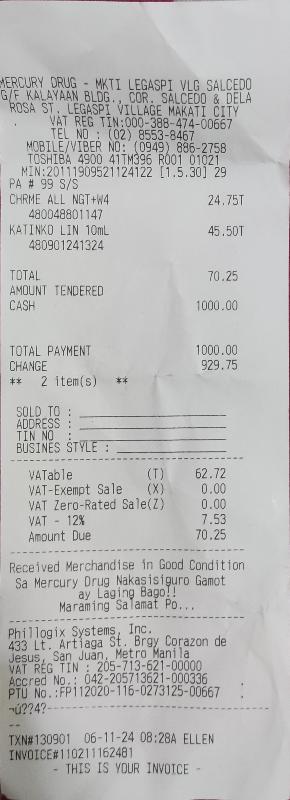 MERCURY DRUG - MKTI LEGASPI VLG SALCEDO
G/F KALAYAAN BLDG., COR. SALCEDO & DELA
ROSA ST. LEGASPI VILLAGE MAKATI CITY
. VAT REG TIN:000-388-474-00667
TEL NO : (02) 8553-8467
MOBILE/VIBER NO: (0949) 886-2758
TOSHIBA 4900 41TM396 R001 01021
MIN:20111909521124122 [1.5.30] 29
PA # 99 S/S
CHRME ALL NGT+W4 24.75T
480048801147
KATINKO LIN 10mL 45.50T
480901241324
TOTAL 70.25
AMOUNT TENDERED
CASH 1000.00
TOTAL PAYMENT 1000.00
CHANGE 929.75
** 2 item(s) **
SOLD TO :
ADDRESS :
TIN NO :
BUSINES STYLE :
VATable (T) 62.72
VAT-Exempt Sale (X) 0.00
VAT Zero-Rated Sale(Z) 0.00
VAT - 12% 7.53
Amount Due 70.25
Received Merchandise in Good Condition
Sa Mercury Drug Nakasisiguro Gamot
ay Laging Bago!!
Maraming Salamat Po...
Phillogix Systems, Inc.
433 Lt. Artiaga St. Brgy Corazon de
Jesus, San Juan, Metro Manila
VAT REG TIN : 205-713-621-00000
Accred No.: 042-205713621-000336
PTU No.:FP112020-116-0273125-00667 :
¬ú??4?
--
TXN#130901 06-11-24 08:28A ELLEN
INVOICE#110211162481
- THIS IS YOUR INVOICE -